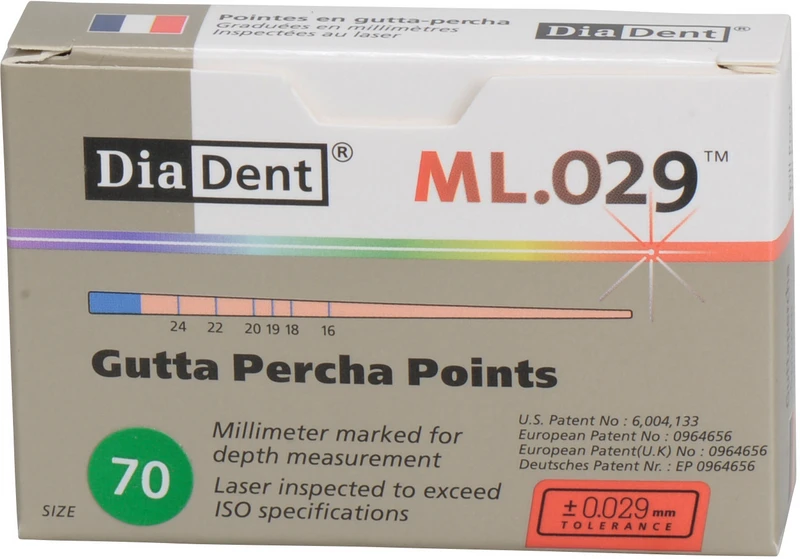 Pointes en gutta-percha
Graduées en millimètres
Inspectées au laser
DiaDent®
DiaDent®
ML.029™
24 22 20 19 18 16
Gutta Percha Points
70
SIZE
Millimeter marked for
depth measurement
Laser inspected to exceed
ISO specifications
U.S. Patent No : 6,004,133
European Patent No : 0964656
European Patent(U.K) No : 0964656
Deutsches Patent Nr. : EP 0964656
±0.029 mm
TOLERANCE